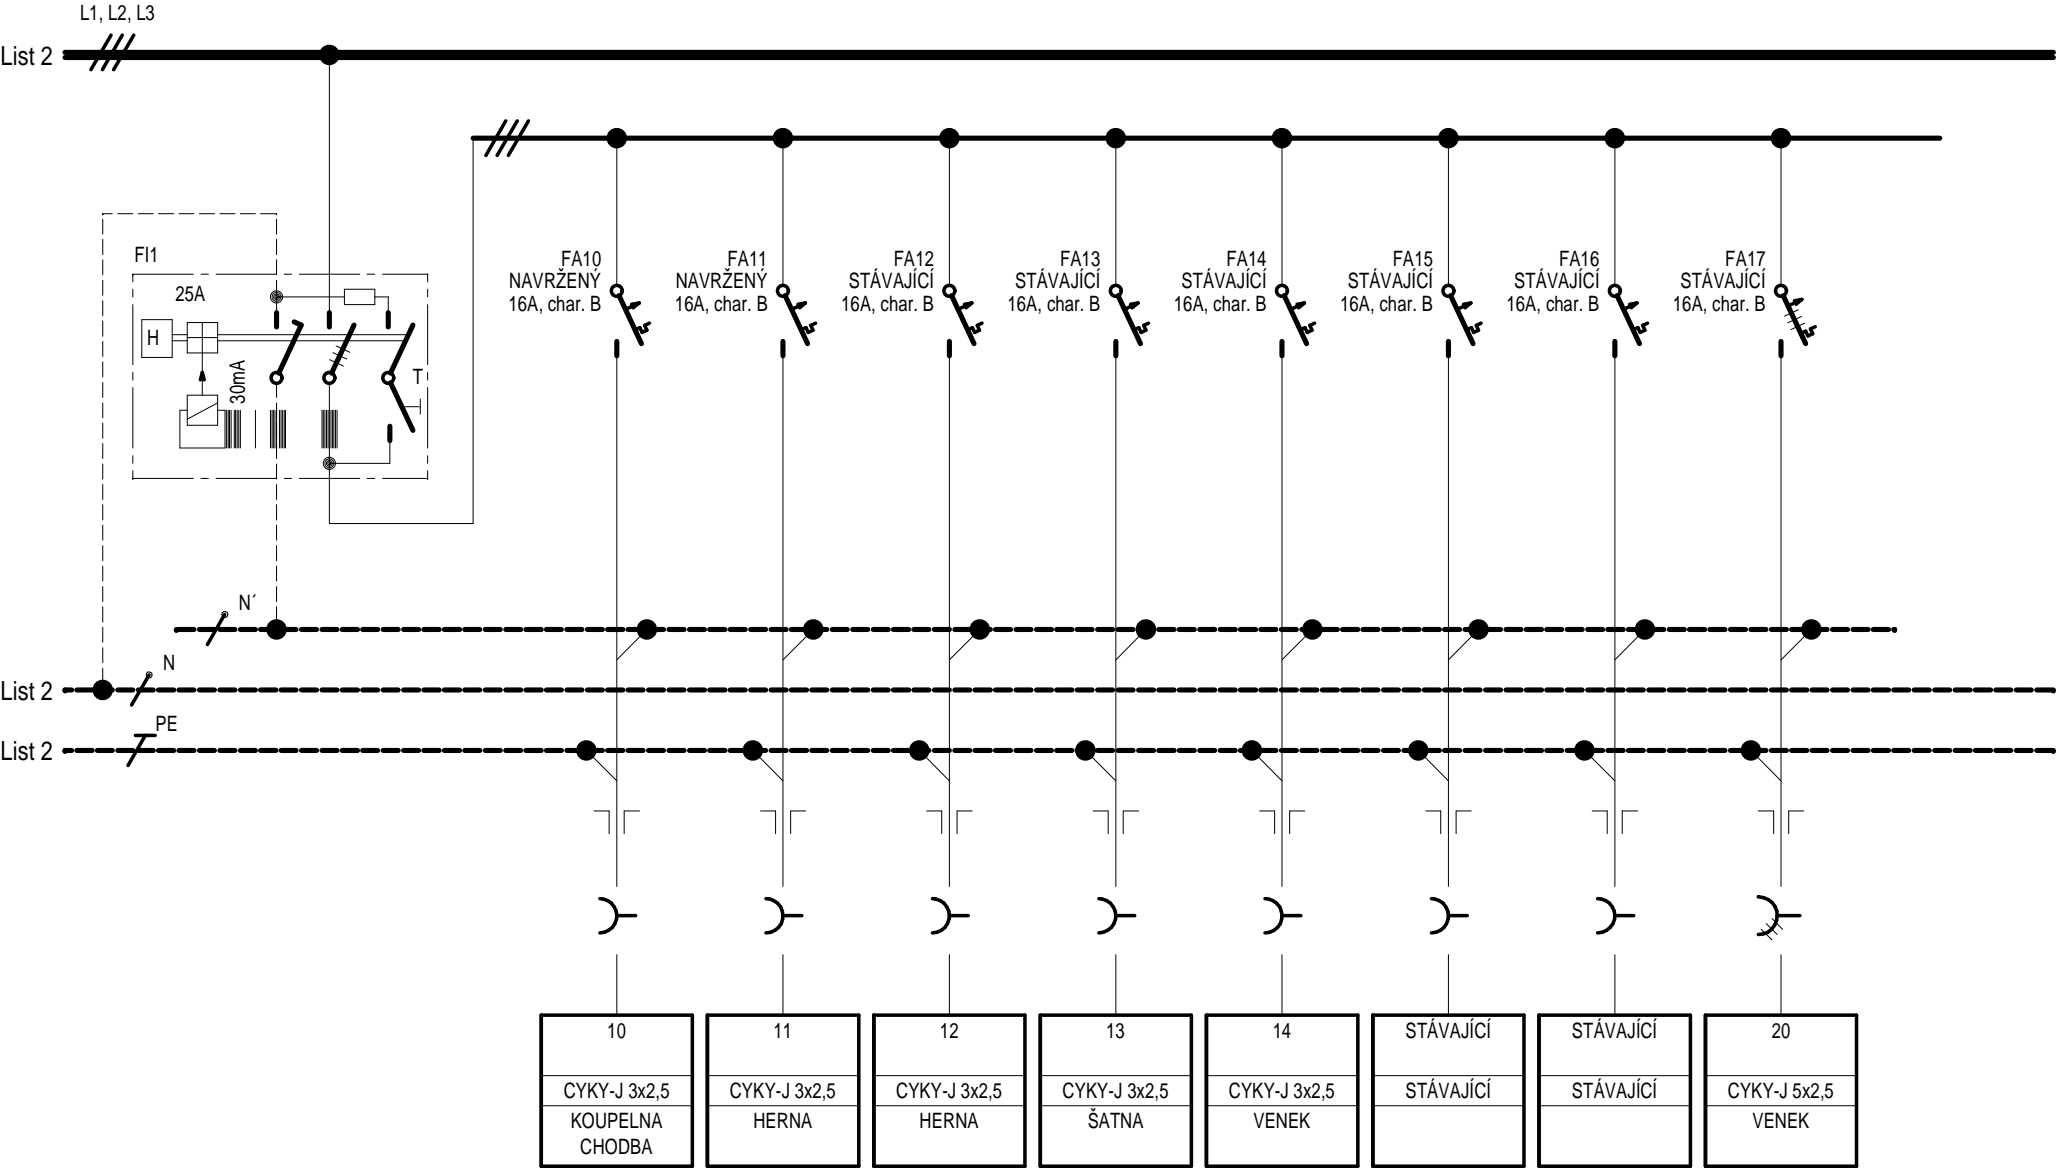 L1, L2, L3
List 2
FI1
25A
H
30mA
T
FA10
NAVRŽENÝ
16A, char. B
FA11
NAVRŽENÝ
16A, char. B
FA12
STÁVAJÍCÍ
16A, char. B
FA13
STÁVAJÍCÍ
16A, char. B
FA14
STÁVAJÍCÍ
16A, char. B
FA15
STÁVAJÍCÍ
16A, char. B
FA16
STÁVAJÍCÍ
16A, char. B
FA17
STÁVAJÍCÍ
16A, char. B
N´
N
List 2
PE
List 2
10
CYKY-J 3x2,5
KOUPELNA
CHODBA
11
CYKY-J 3x2,5
HERNA
12
CYKY-J 3x2,5
HERNA
13
CYKY-J 3x2,5
ŠATNA
14
CYKY-J 3x2,5
VENEK
STÁVAJÍCÍ
STÁVAJÍCÍ
STÁVAJÍCÍ
STÁVAJÍCÍ
20
CYKY-J 5x2,5
VENEK